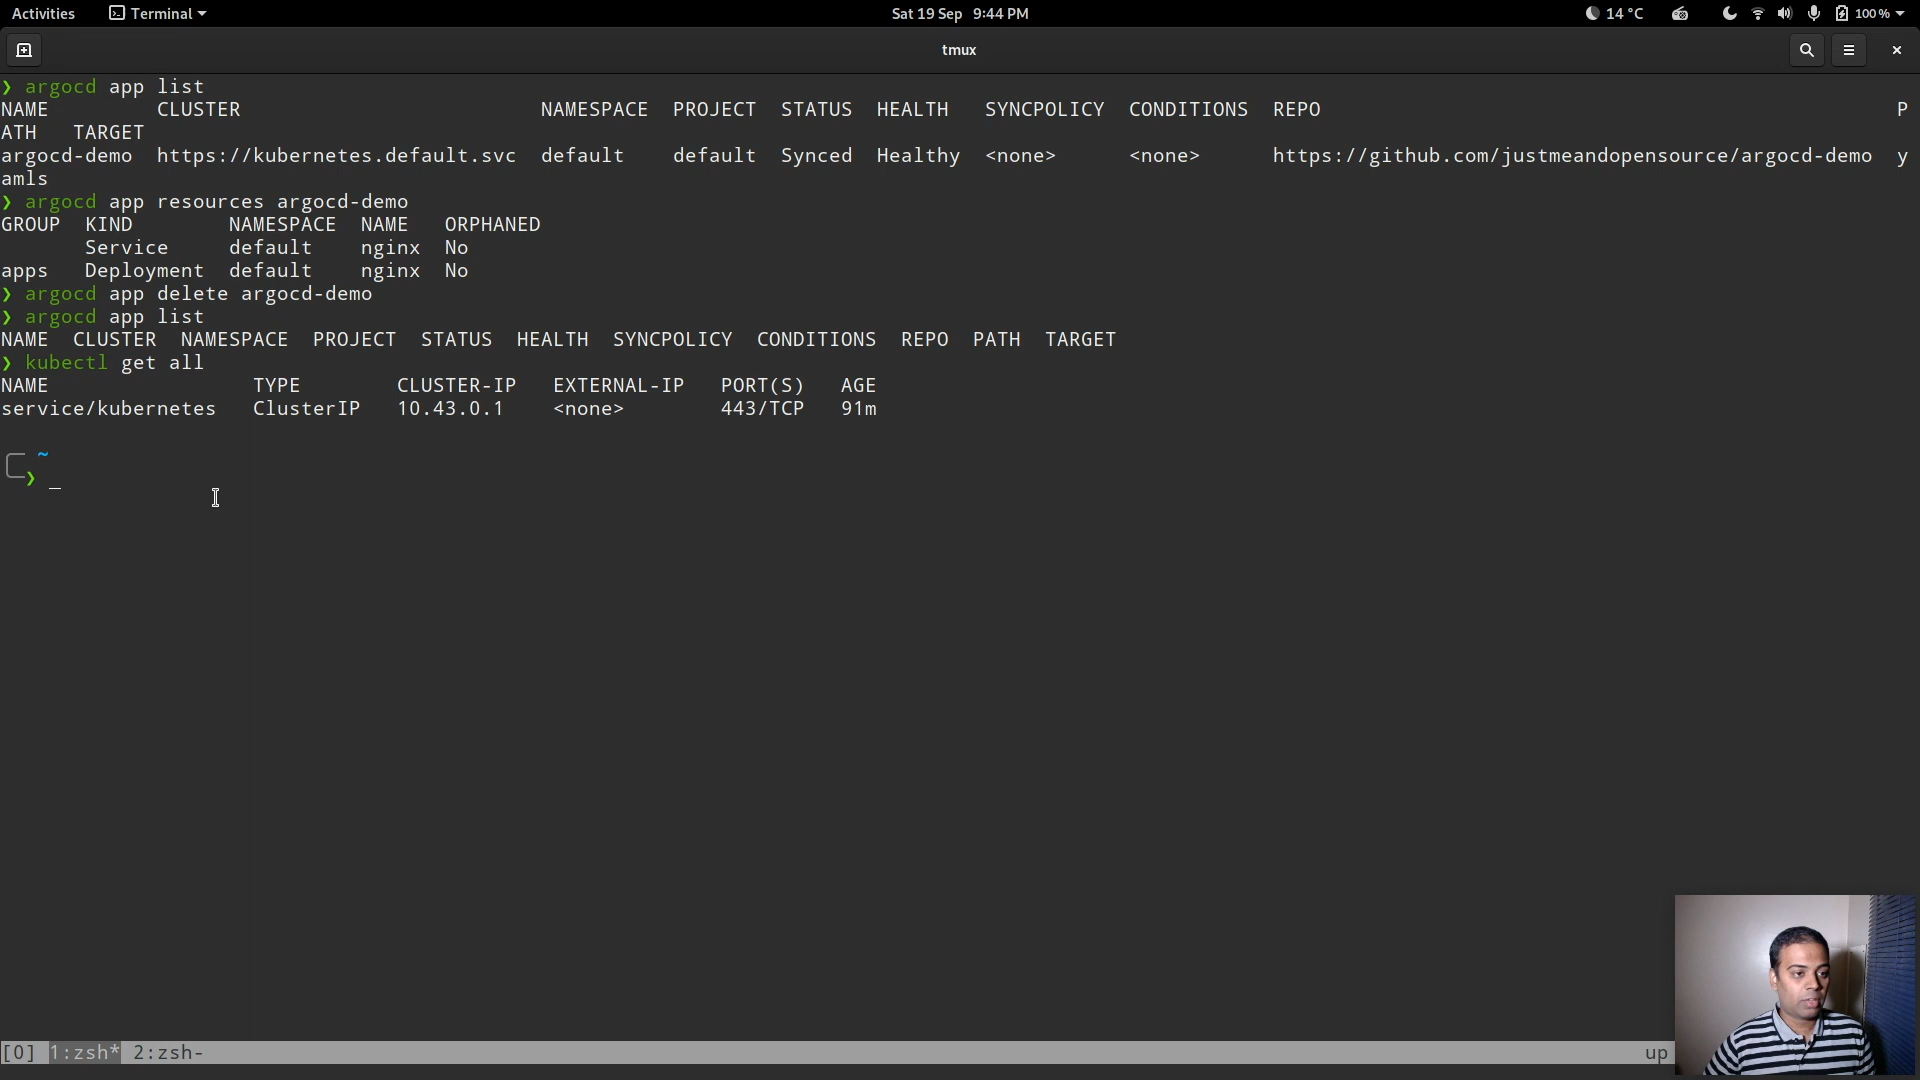 Activities Terminal Sat 19 Sep 9:44 PM 14 °C 100 %
tmux
❯ argocd app list
NAME CLUSTER NAMESPACE PROJECT STATUS HEALTH SYNCPOLICY CONDITIONS REPO P
ATH TARGET
argocd-demo https://kubernetes.default.svc default default Synced Healthy <none> <none> https://github.com/justmeandopensource/argocd-demo y
amls
❯ argocd app resources argocd-demo
GROUP KIND NAMESPACE NAME ORPHANED
Service default nginx No
apps Deployment default nginx No
❯ argocd app delete argocd-demo
❯ argocd app list
NAME CLUSTER NAMESPACE PROJECT STATUS HEALTH SYNCPOLICY CONDITIONS REPO PATH TARGET
❯ kubectl get all
NAME TYPE CLUSTER-IP EXTERNAL-IP PORT(S) AGE
service/kubernetes ClusterIP 10.43.0.1 <none> 443/TCP 91m
~
❯ _
[0] 1:zsh* 2:zsh- up